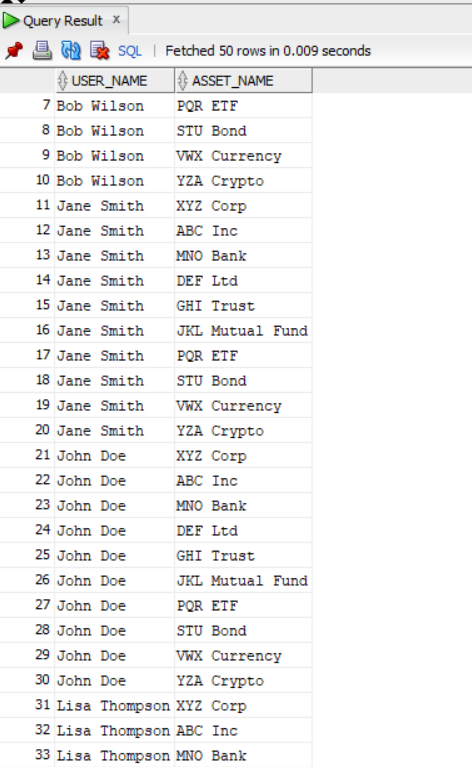 Query Result x
SQL | Fetched 50 rows in 0.009 seconds
USER_NAME ASSET_NAME
7 Bob Wilson PQR ETF
8 Bob Wilson STU Bond
9 Bob Wilson VWX Currency
10 Bob Wilson YZA Crypto
11 Jane Smith XYZ Corp
12 Jane Smith ABC Inc
13 Jane Smith MNO Bank
14 Jane Smith DEF Ltd
15 Jane Smith GHI Trust
16 Jane Smith JKL Mutual Fund
17 Jane Smith PQR ETF
18 Jane Smith STU Bond
19 Jane Smith VWX Currency
20 Jane Smith YZA Crypto
21 John Doe XYZ Corp
22 John Doe ABC Inc
23 John Doe MNO Bank
24 John Doe DEF Ltd
25 John Doe GHI Trust
26 John Doe JKL Mutual Fund
27 John Doe PQR ETF
28 John Doe STU Bond
29 John Doe VWX Currency
30 John Doe YZA Crypto
31 Lisa Thompson XYZ Corp
32 Lisa Thompson ABC Inc
33 Lisa Thompson MNO Bank